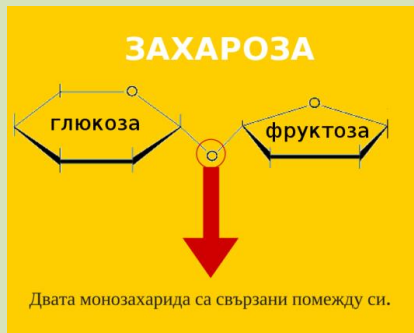 ЗАХАРОЗА
O
O
глюкоза
фруктоза
O
Двата монозахарида са свързани помежду си.